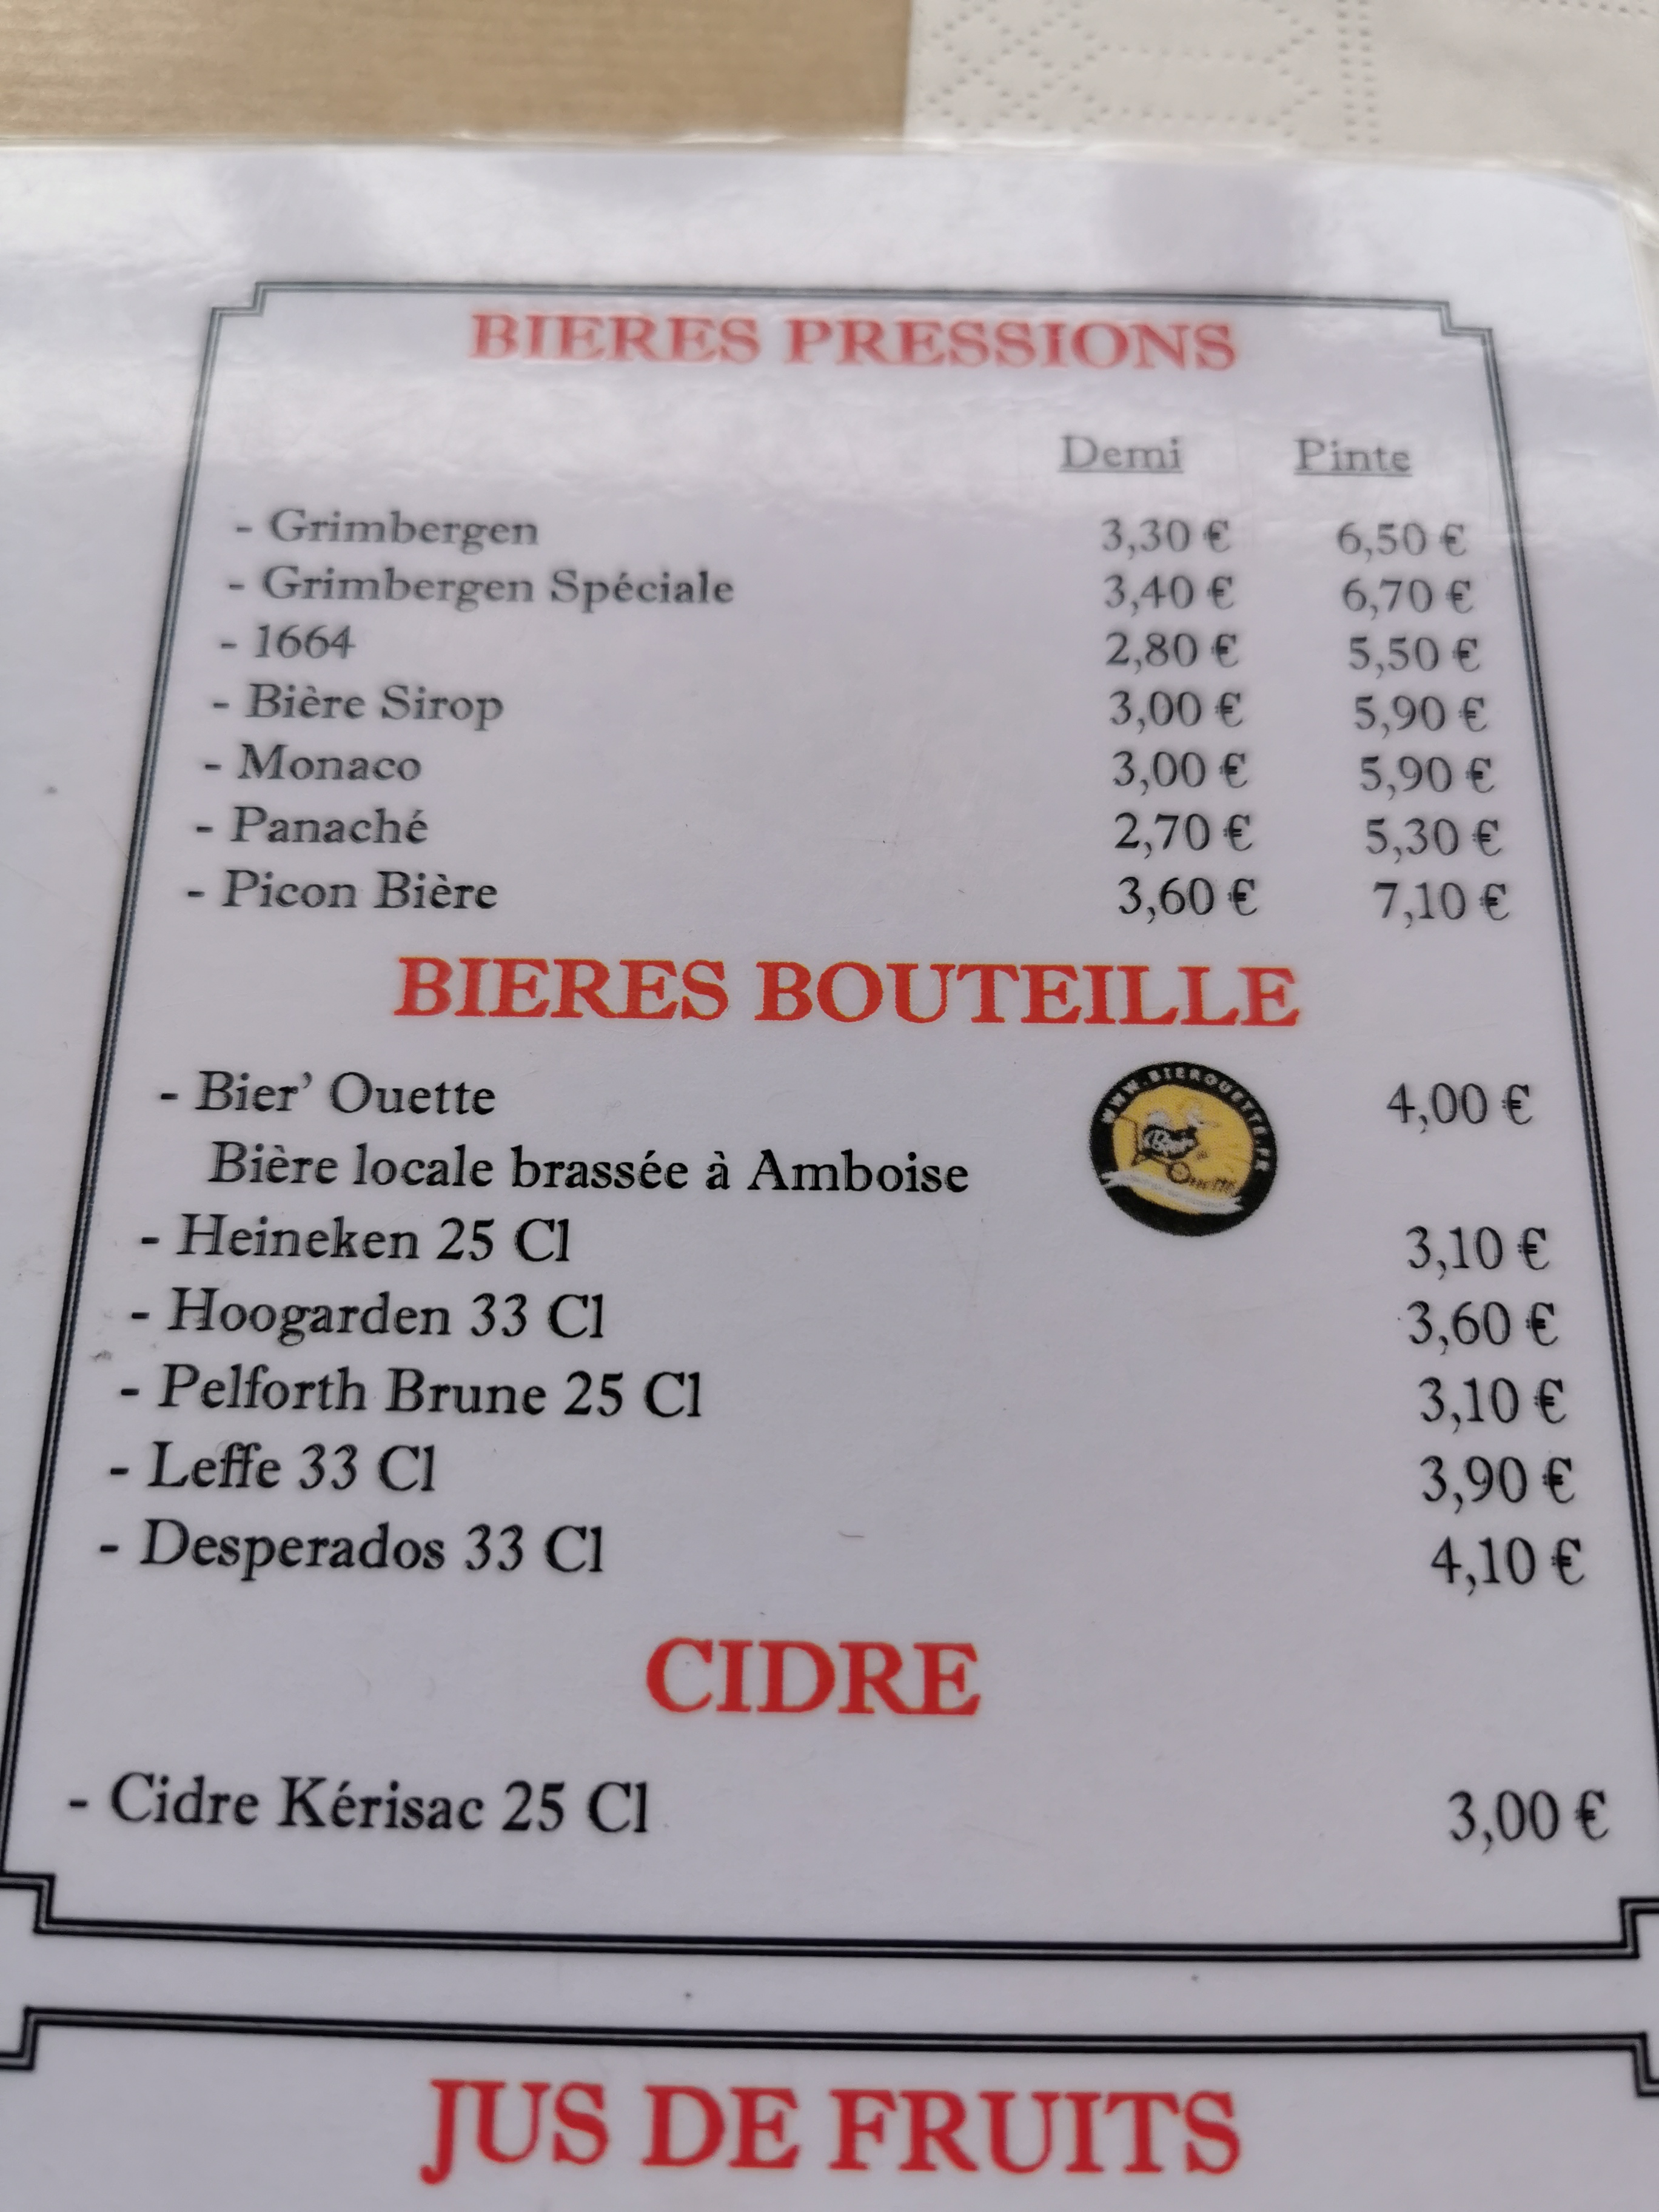 BIERES PRESSIONS
Demi Pinte
- Grimbergen 3,30 € 6,50 €
- Grimbergen Spéciale 3,40 € 6,70 €
- 1664 2,80 € 5,50 €
- Bière Sirop 3,00 € 5,90 €
- Monaco 3,00 € 5,90 €
- Panaché 2,70 € 5,30 €
- Picon Bière 3,60 € 7,10 €
BIERES BOUTEILLE
- Bier' Ouette 4,00 €
WWW.BIEROUETTE.FR
Bière locale brassée à Amboise
- Heineken 25 Cl 3,10 €
- Hoogarden 33 Cl 3,60 €
- Pelforth Brune 25 Cl 3,10 €
- Leffe 33 Cl 3,90 €
- Desperados 33 Cl 4,10 €
CIDRE
- Cidre Kérisac 25 Cl 3,00 €
JUS DE FRUITS